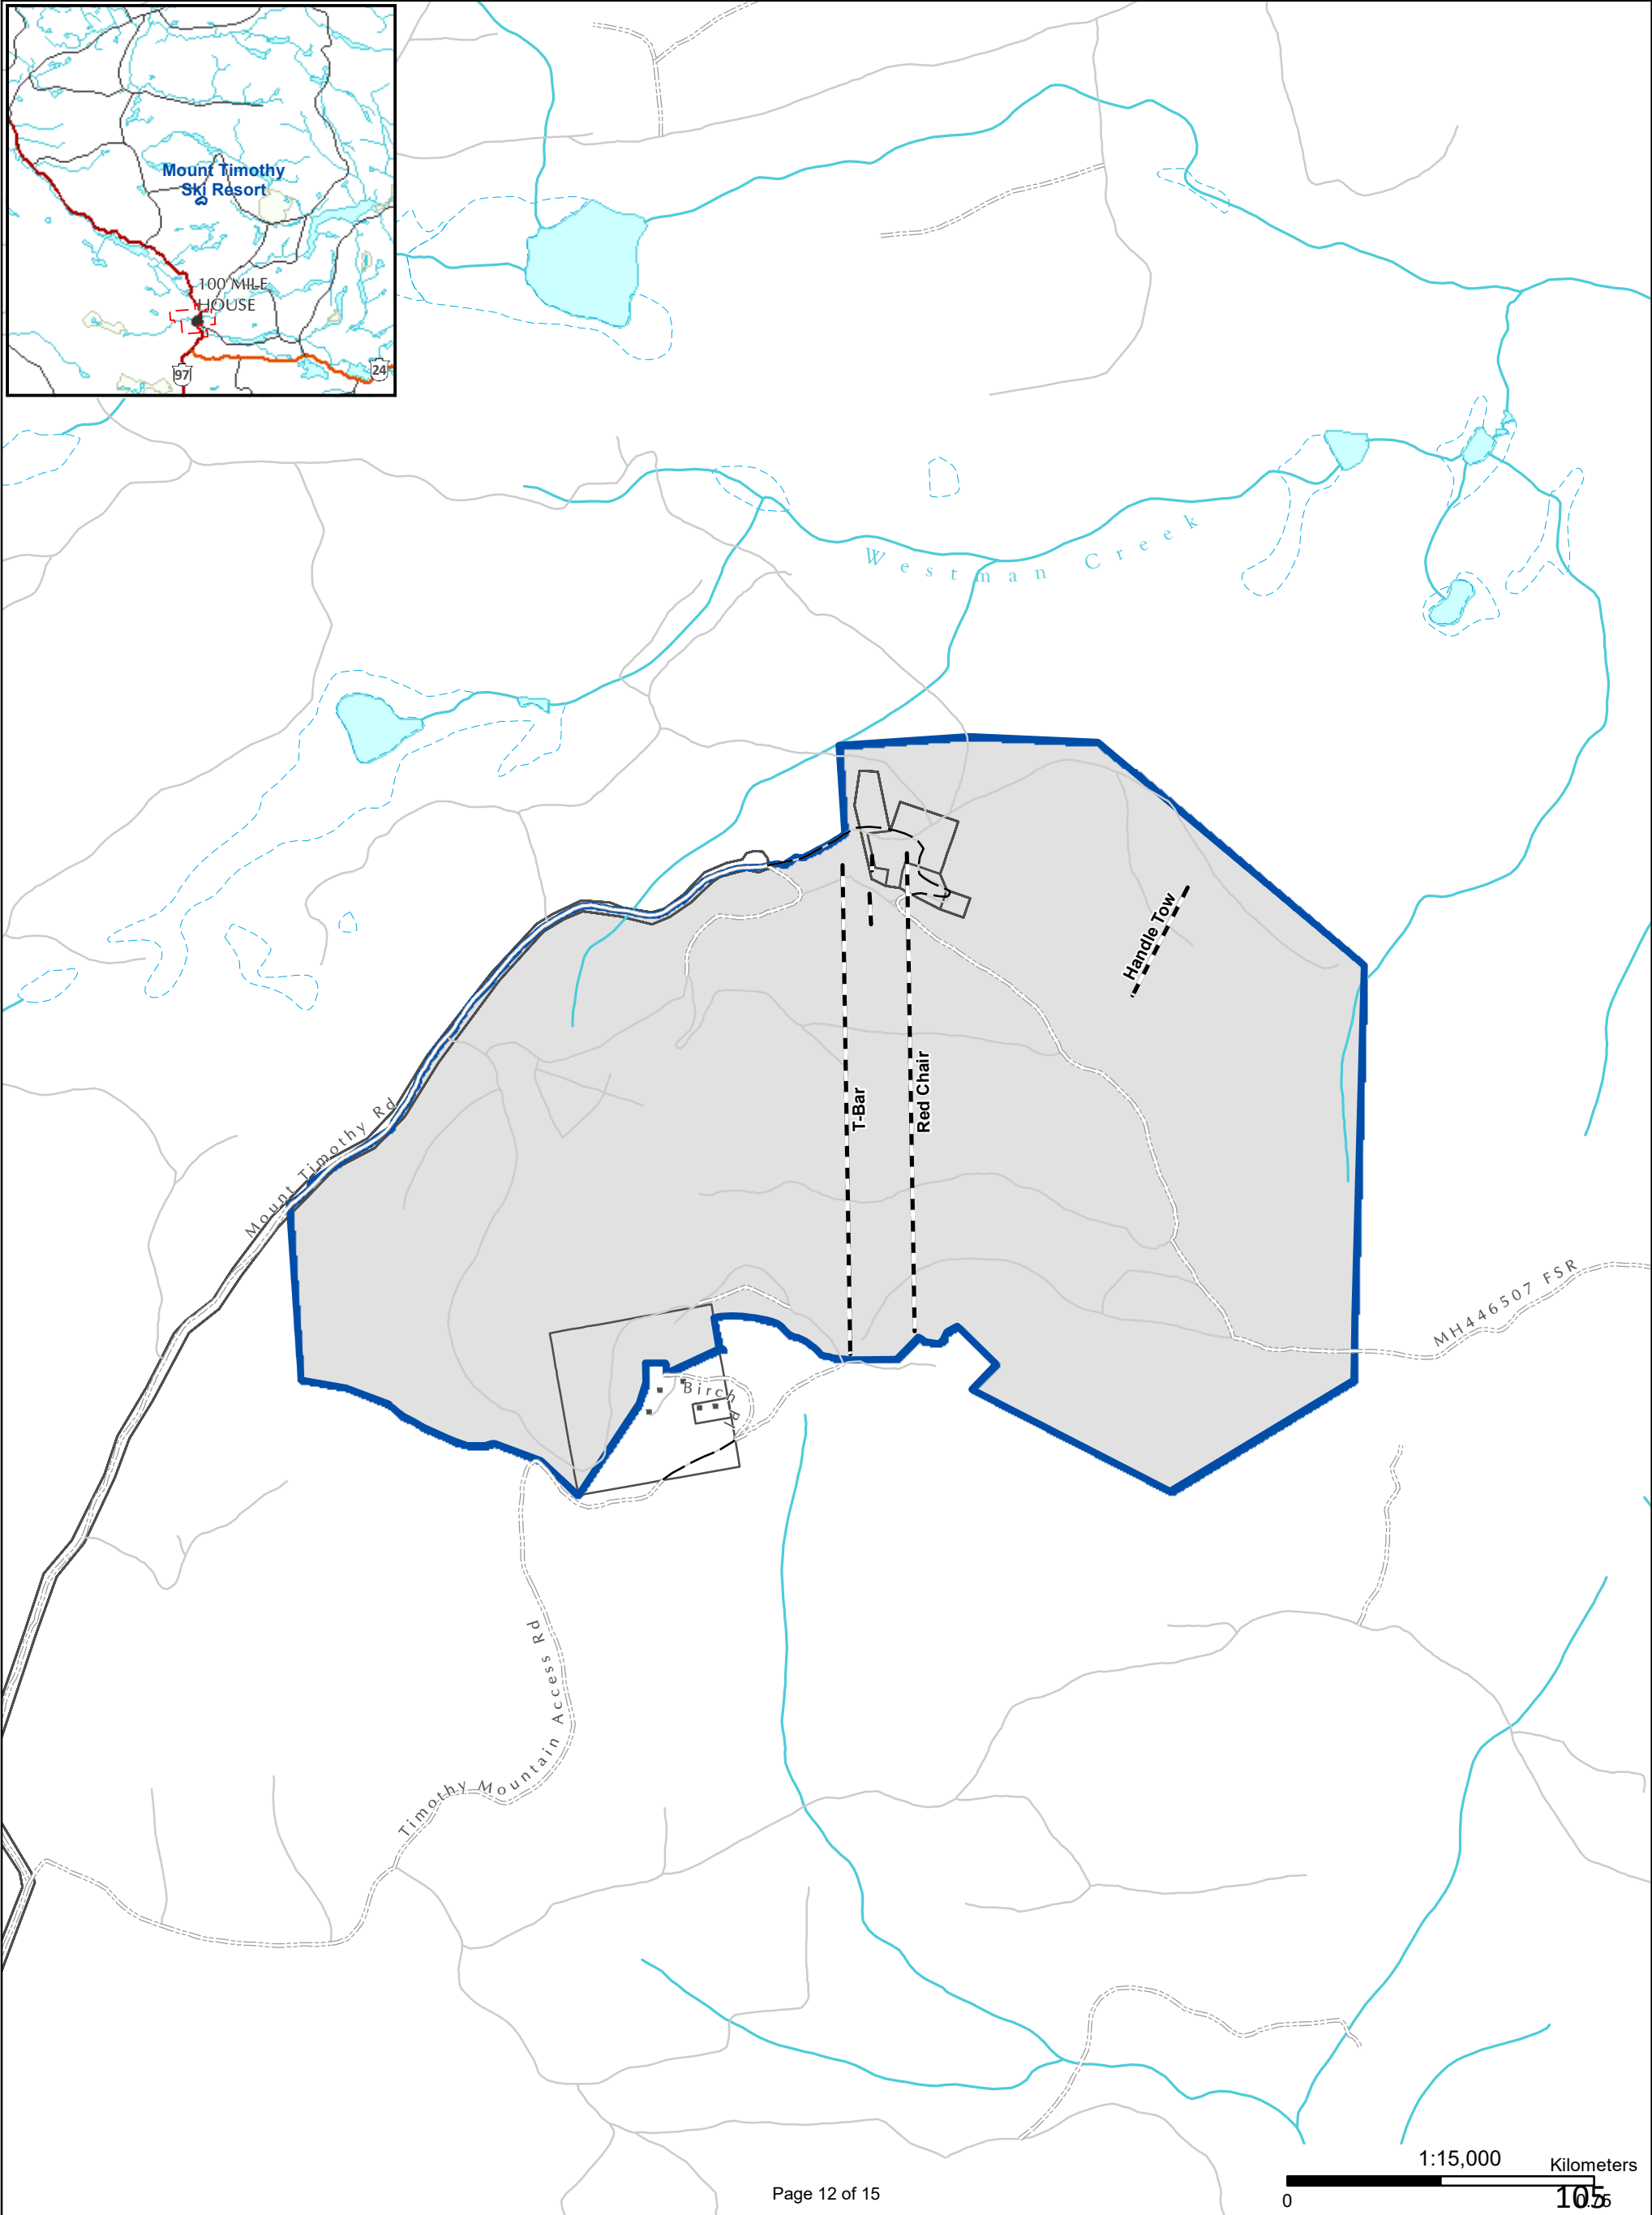 Mount Timothy
Ski Resort
100 MILE
HOUSE
97
24
Westman Creek
Handle Tow
T-Bar
Red Chair
Mount Timothy Rd
MH446507 FSR
Birch
Timothy Mountain Access Rd
1:15,000
Kilometers
0
105
Page 12 of 15